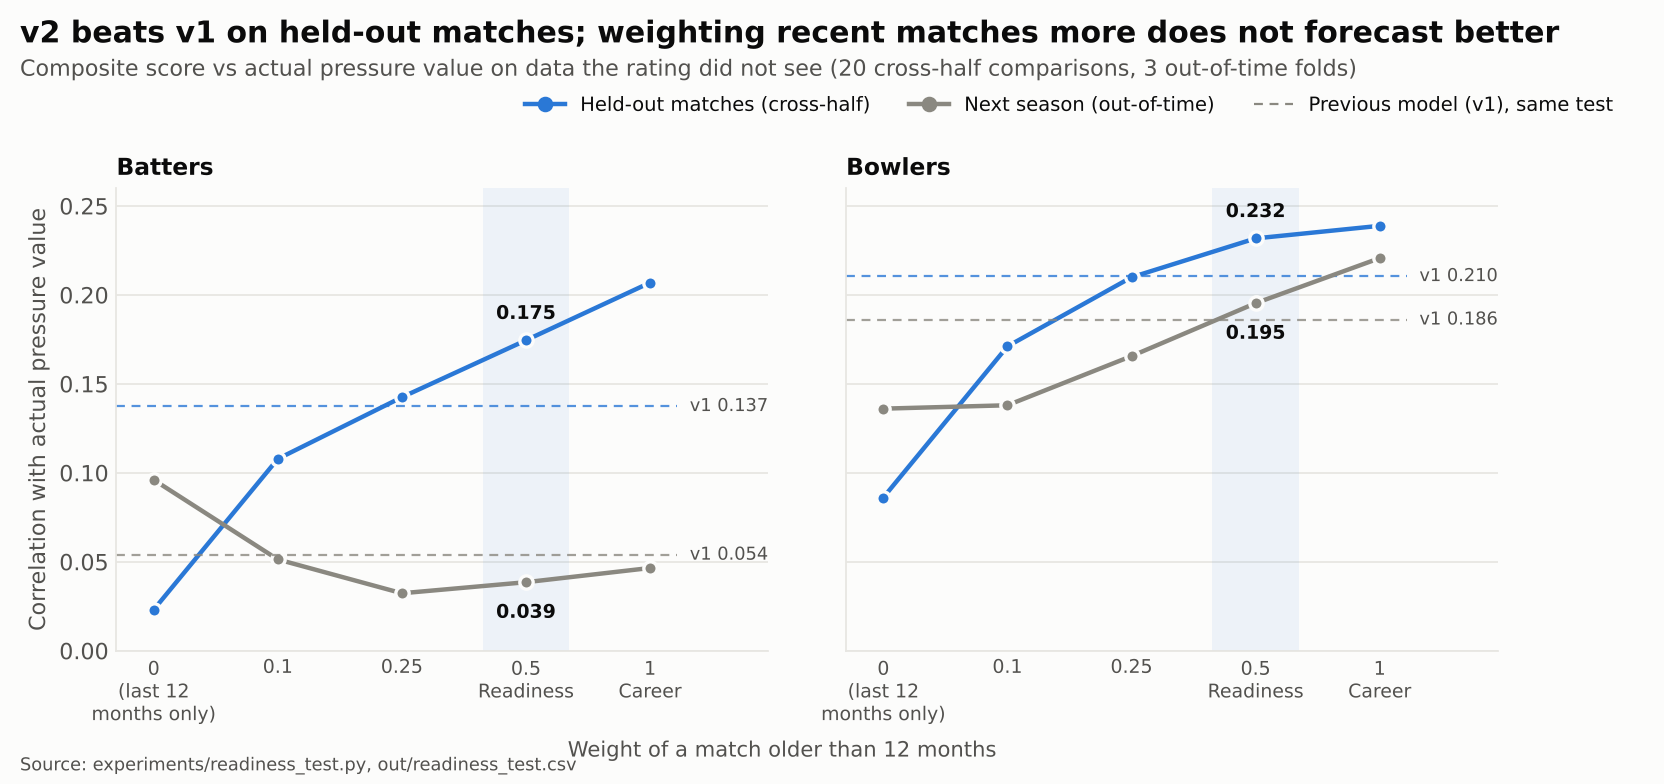 v2 beats v1 on held-out matches; weighting recent matches more does not forecast better
Composite score vs actual pressure value on data the rating did not see (20 cross-half comparisons, 3 out-of-time folds)
Held-out matches (cross-half)
Next season (out-of-time)
Previous model (v1), same test
Batters
Correlation with actual pressure value
0.25
0.20
0.15
0.10
0.05
0.00
0.175
v1 0.137
v1 0.054
0.039
0
(last 12
months only)
0.1
0.25
0.5
Readiness
1
Career
Bowlers
0.232
v1 0.210
v1 0.186
0.195
0
(last 12
months only)
0.1
0.25
0.5
Readiness
1
Career
Weight of a match older than 12 months
Source: experiments/readiness_test.py, out/readiness_test.csv